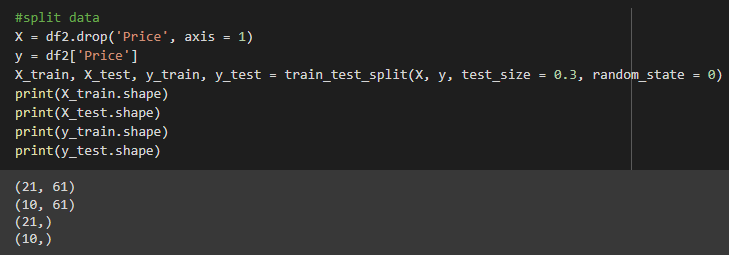 #split data
X = df2.drop('Price', axis = 1)
y = df2['Price']
X_train, X_test, y_train, y_test = train_test_split(X, y, test_size = 0.3, random_state = 0)
print(X_train.shape)
print(X_test.shape)
print(y_train.shape)
print(y_test.shape)
(21, 61)
(10, 61)
(21,)
(10,)